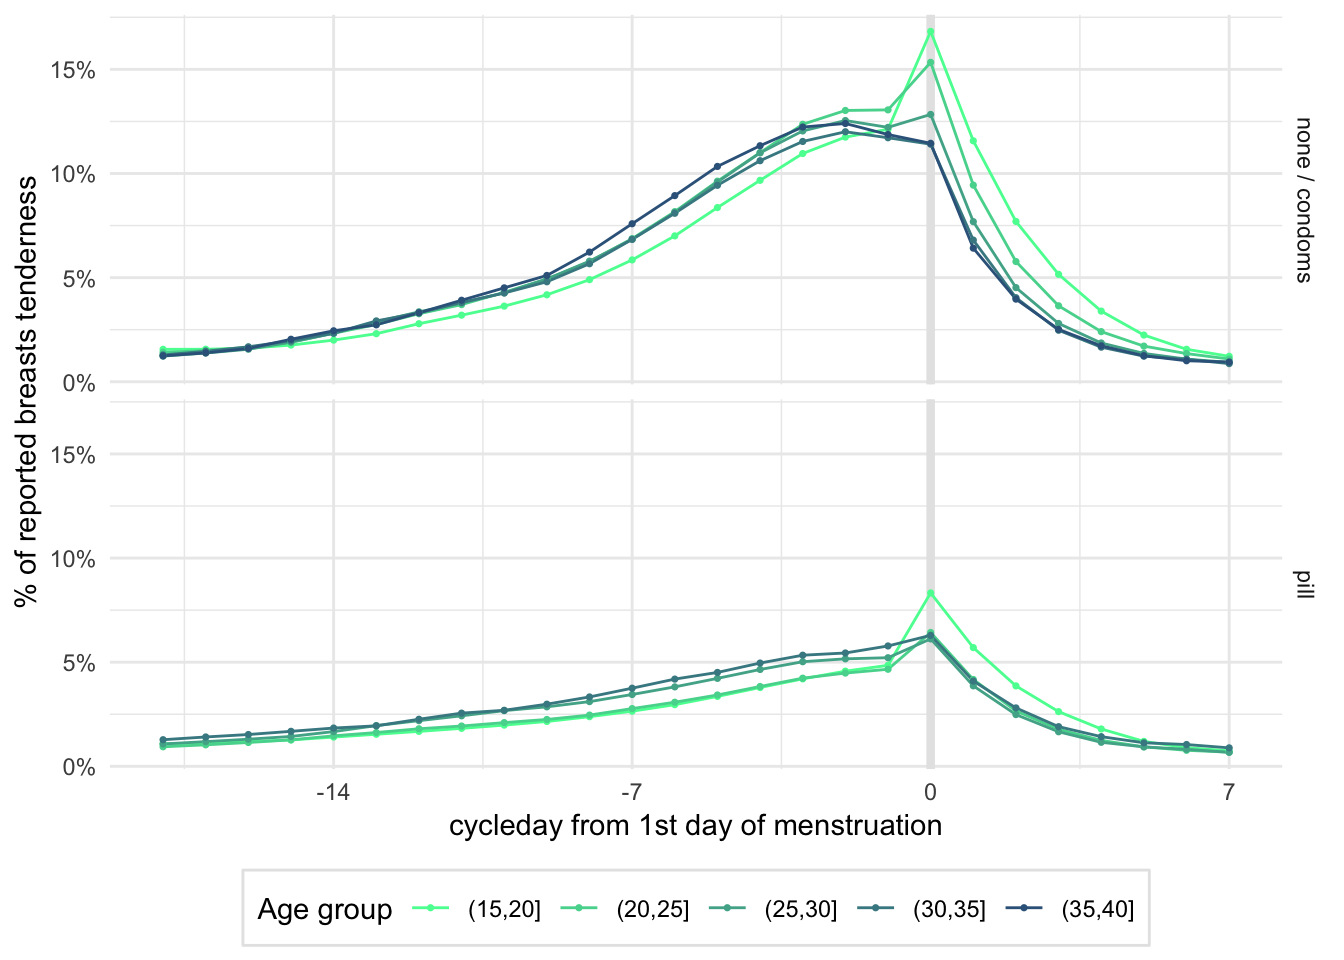 % of reported breasts tenderness
15%
10%
5%
0%
none / condoms
15%
10%
5%
0%
pill
-14 -7 0 7
cycleday from 1st day of menstruation
Age group (15,20] (20,25] (25,30] (30,35] (35,40]